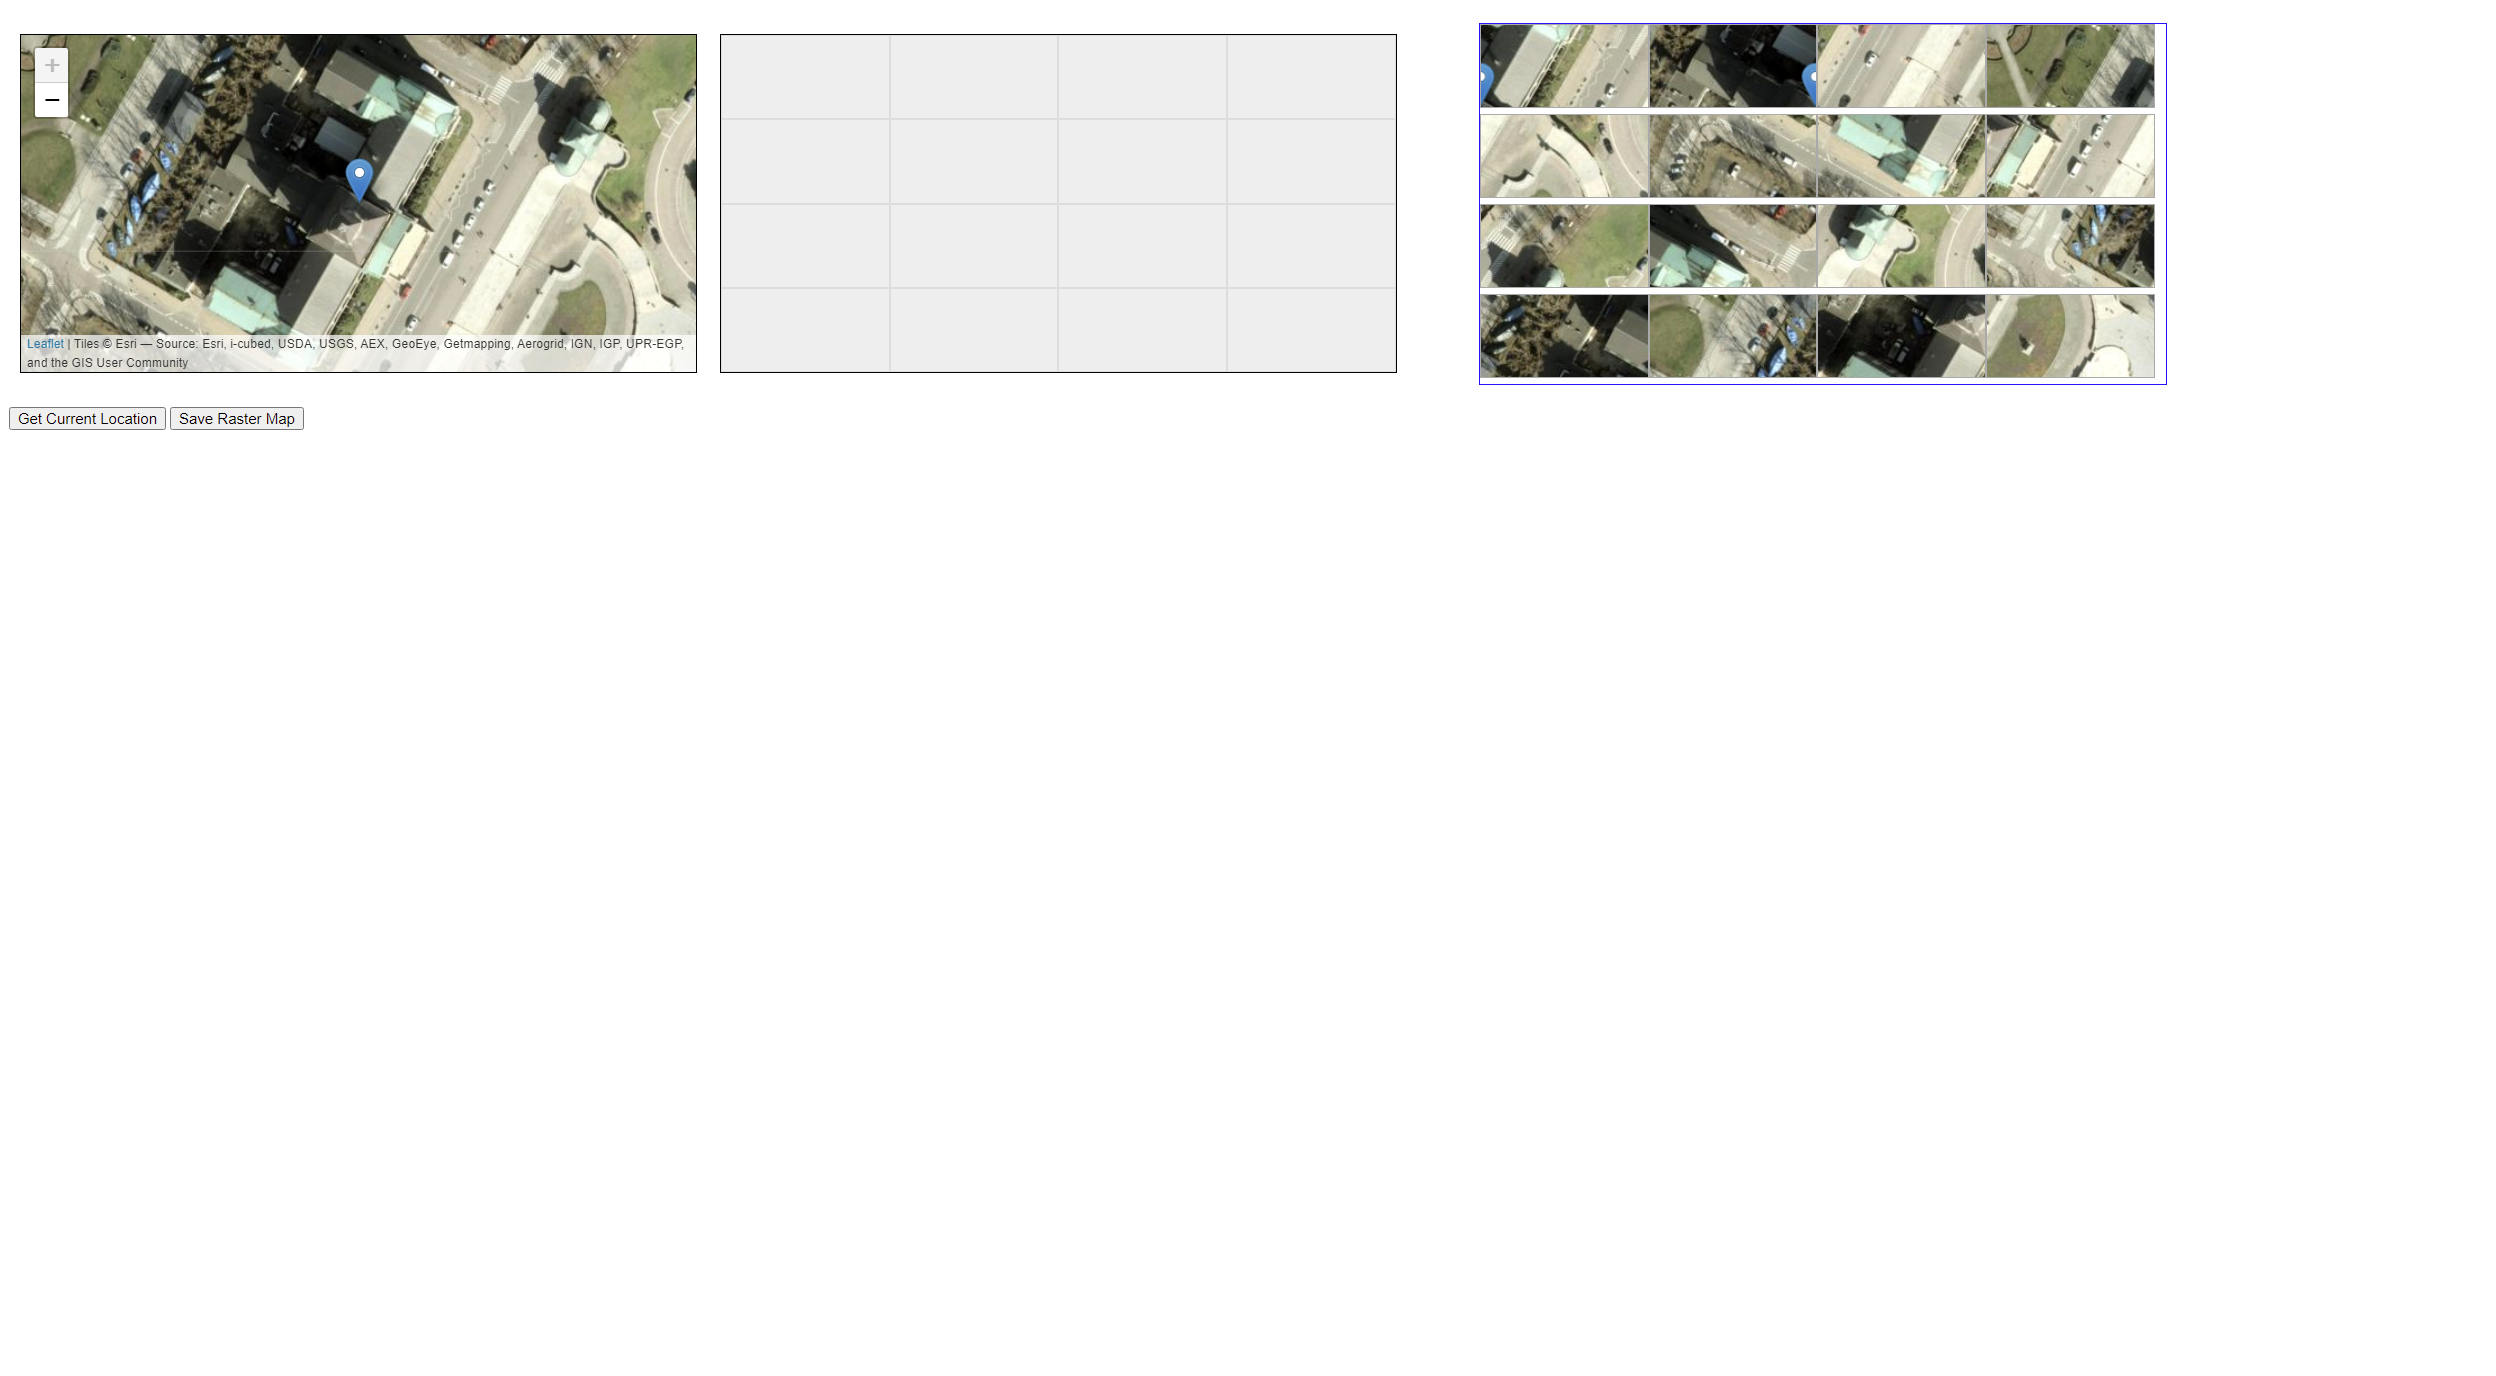 +
−
Leaflet | Tiles © Esri — Source: Esri, i-cubed, USDA, USGS, AEX, GeoEye, Getmapping, Aerogrid, IGN, IGP, UPR-EGP,
and the GIS User Community
Get Current Location Save Raster Map